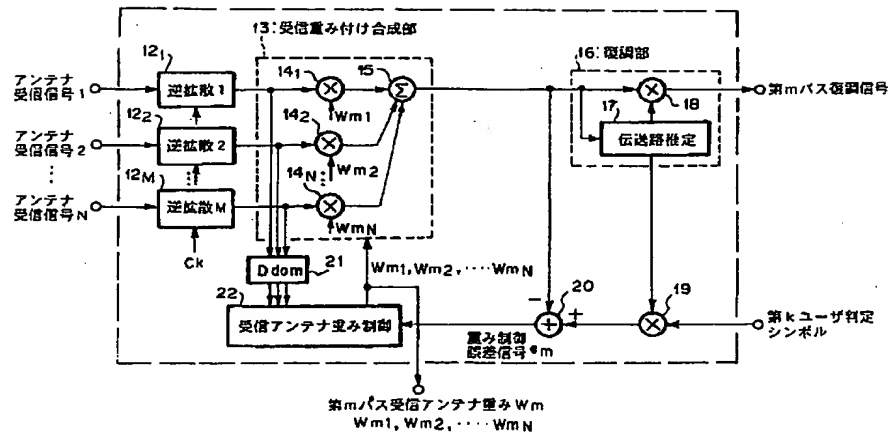 13:受信重み付け合成部
12₁
アンテナ
受信信号 1
逆拡散 1
14₁
15
Σ
Wm1
16:復調部
18
第mパス復調信号
17
伝送路推定
12₂
アンテナ
受信信号 2
逆拡散 2
14₂
Wm2
12M
アンテナ
受信信号 N
逆拡散 M
14N
WmN
Ck
Ddem
21
Wm1, Wm2, ‥‥WmN
22
受信アンテナ重み制御
20
19
− +
重み制御
誤差信号em
第kユーザ判定
シンボル
第mパス受信アンテナ重みWm
Wm1, Wm2, ‥‥WmN